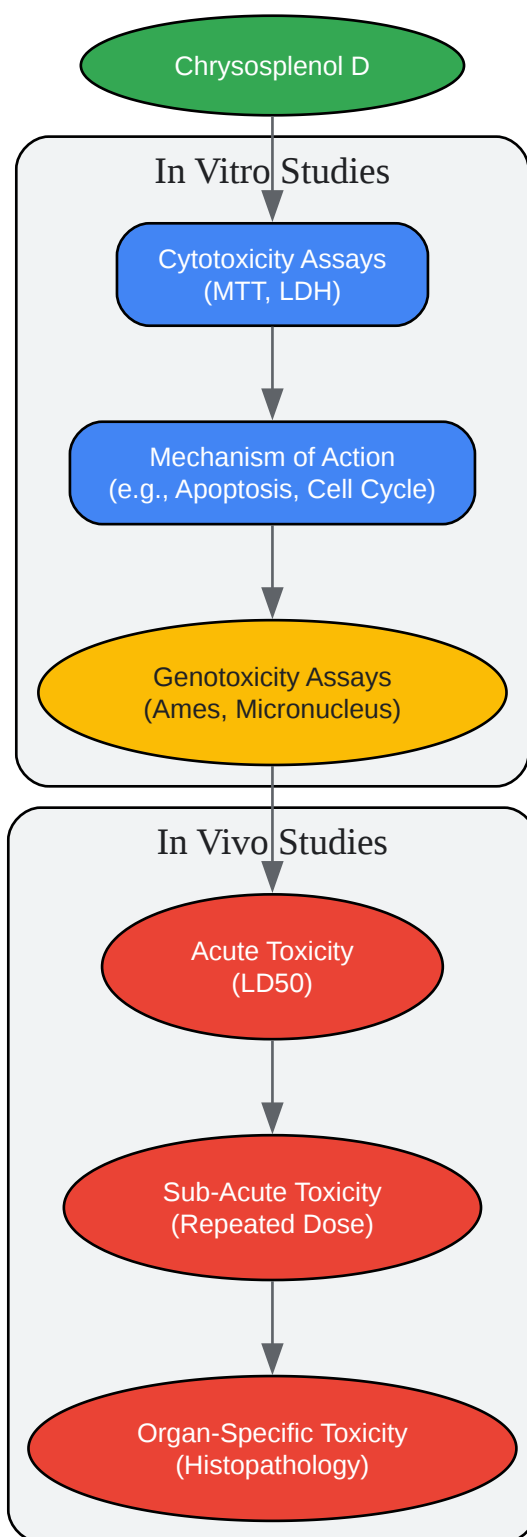 Chrysosplenol D
In Vitro Studies
Cytotoxicity Assays
(MTT, LDH)
Mechanism of Action
(e.g., Apoptosis, Cell Cycle)
Genotoxicity Assays
(Ames, Micronucleus)
In Vivo Studies
Acute Toxicity
(LD50)
Sub-Acute Toxicity
(Repeated Dose)
Organ-Specific Toxicity
(Histopathology)